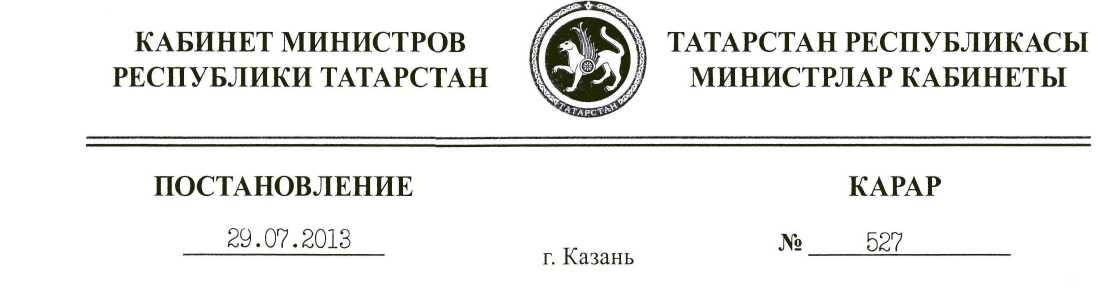 КАБИНЕТ МИНИСТРОВ
РЕСПУБЛИКИ ТАТАРСТАН
ТАТАРСТАН
ТАТАРСТАН РЕСПУБЛИКАСЫ
МИНИСТРЛАР КАБИНЕТЫ
ПОСТАНОВЛЕНИЕ
КАРАР
29.07.2013
г. Казань
№ 527